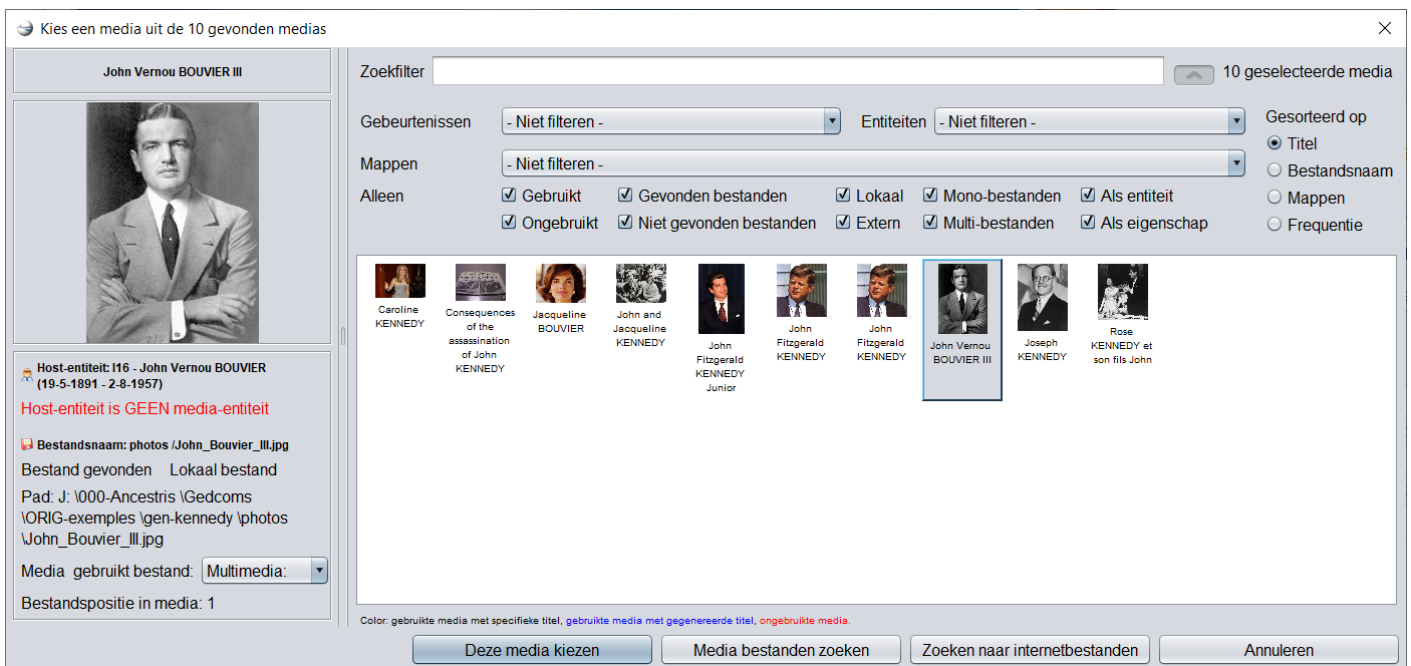 Kies een media uit de 10 gevonden medias
John Vernou BOUVIER III
Host-entiteit: I16 - John Vernou BOUVIER
(19-5-1891 - 2-8-1957)
Host-entiteit is GEEN media-entiteit
Bestandsnaam: photos /John_Bouvier_III.jpg
Bestand gevonden Lokaal bestand
Pad: J: \000-Ancestris \Gedcoms
\ORIG-exemples \gen-kennedy \photos
\John_Bouvier_III.jpg
Media gebruikt bestand: Multimedia:
Bestandspositie in media: 1
Zoekfilter 10 geselecteerde media
Gebeurtenissen - Niet filteren - Entiteiten - Niet filteren -
Mappen - Niet filteren -
Alleen Gebruikt Gevonden bestanden Lokaal Mono-bestanden Als entiteit
Ongebruikt Niet gevonden bestanden Extern Multi-bestanden Als eigenschap
Gesorteerd op
Titel
Bestandsnaam
Mappen
Frequentie
Caroline
KENNEDY
Consequences
of the
assassination
of John
KENNEDY
Jacqueline
BOUVIER
John and
Jacqueline
KENNEDY
John
Fitzgerald
KENNEDY
Junior
John
Fitzgerald
KENNEDY
John
Fitzgerald
KENNEDY
John Vernou
BOUVIER III
Joseph
KENNEDY
Rose
KENNEDY et
son fils John
Color: gebruikte media met specifieke titel, gebruikte media met gegenereerde titel, ongebruikte media.
Deze media kiezen Media bestanden zoeken Zoeken naar internetbestanden Annuleren